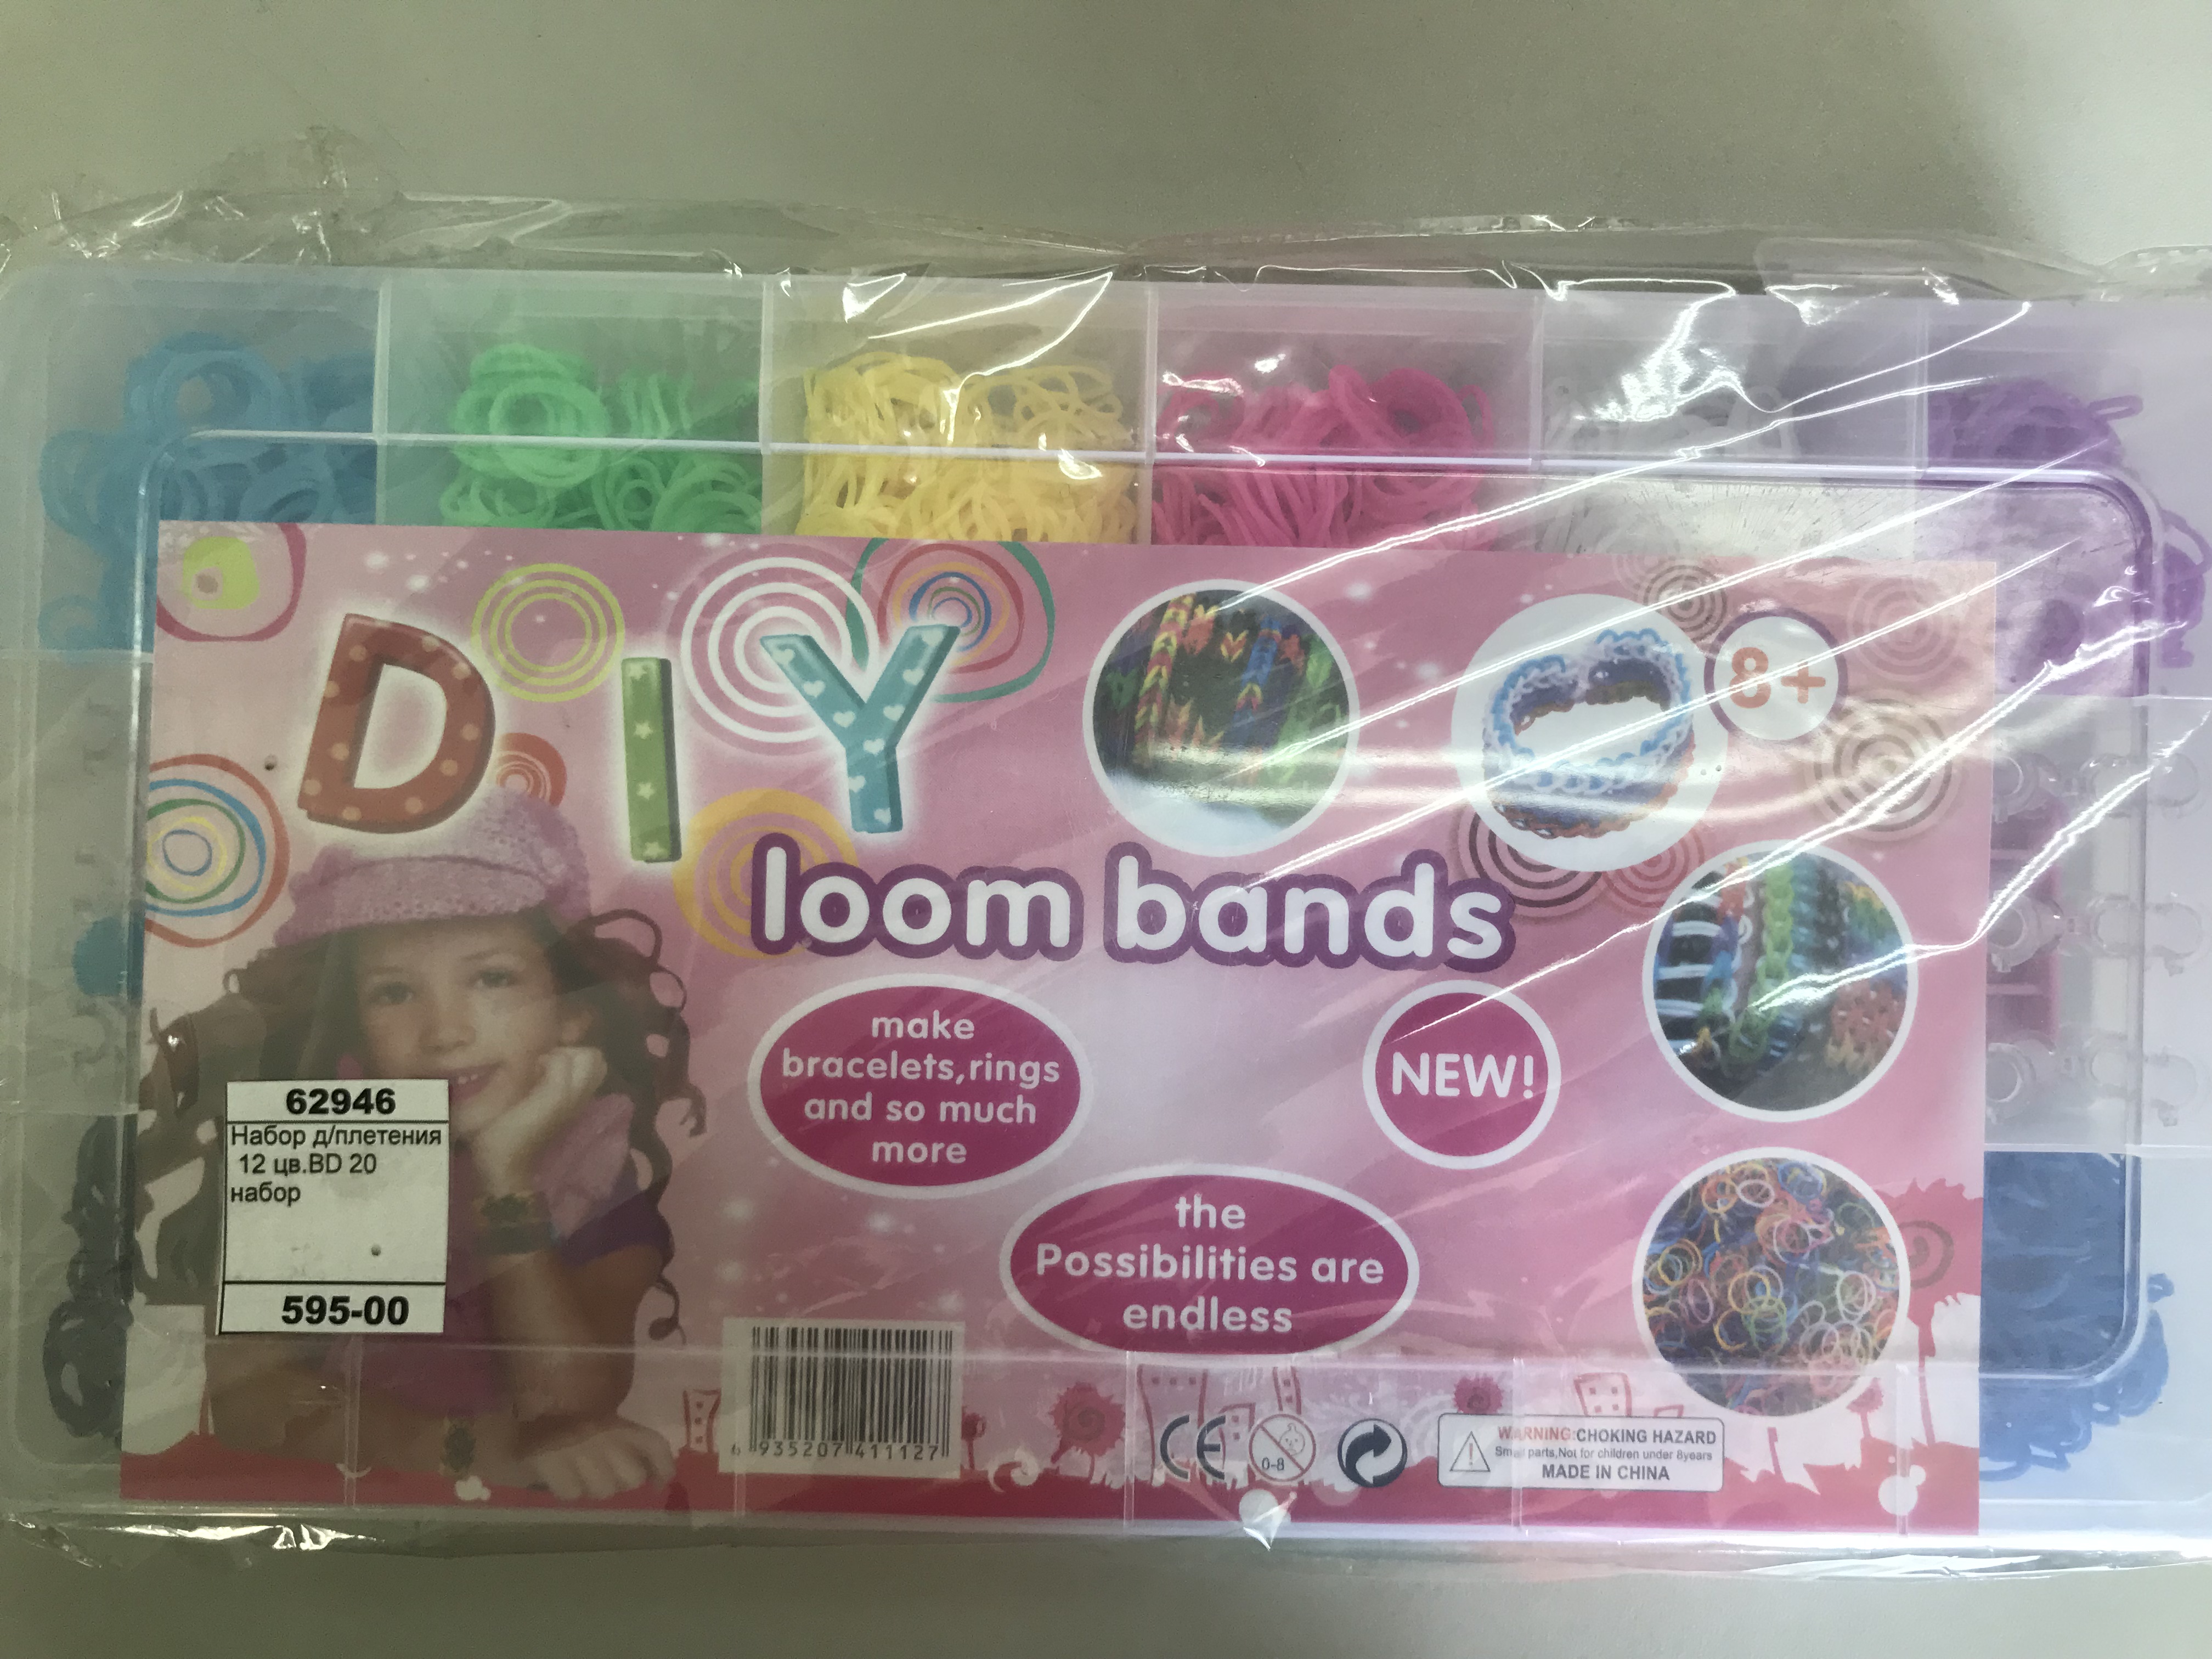 DIY
8+
loom bands
make
bracelets,rings
and so much
more
NEW!
the
Possibilities are
endless
62946
Набор д/плетения
12 цв.BD 20
набор
595-00
6 935207 411127
CE
0-8
WARNING:CHOKING HAZARD
Small parts,Not for children under 8years
MADE IN CHINA